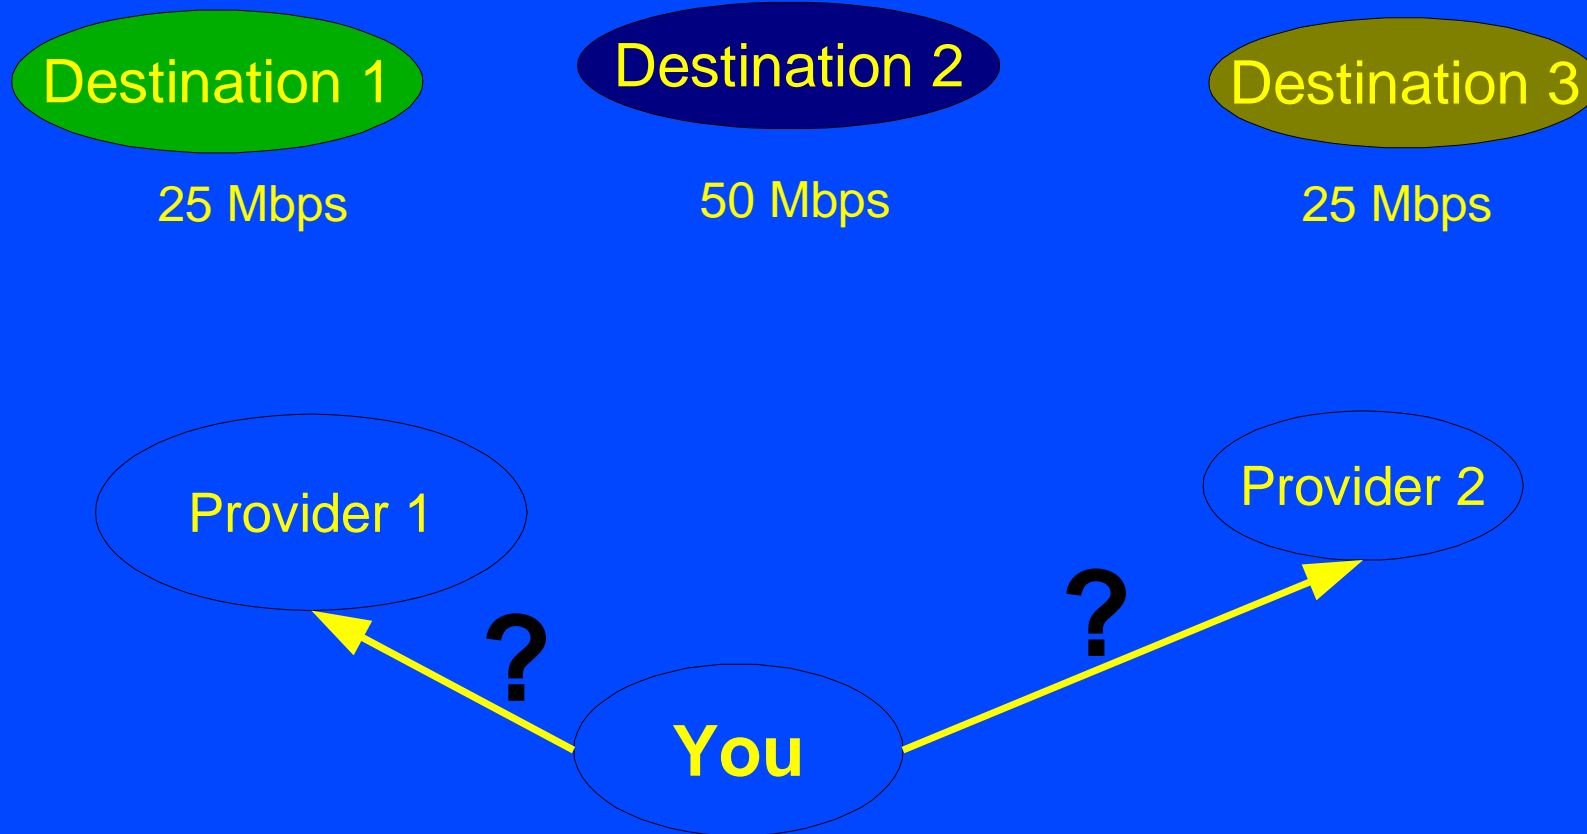 Destination 1
Destination 2
Destination 3
25 Mbps
50 Mbps
25 Mbps
Provider 1
Provider 2
?
?
You